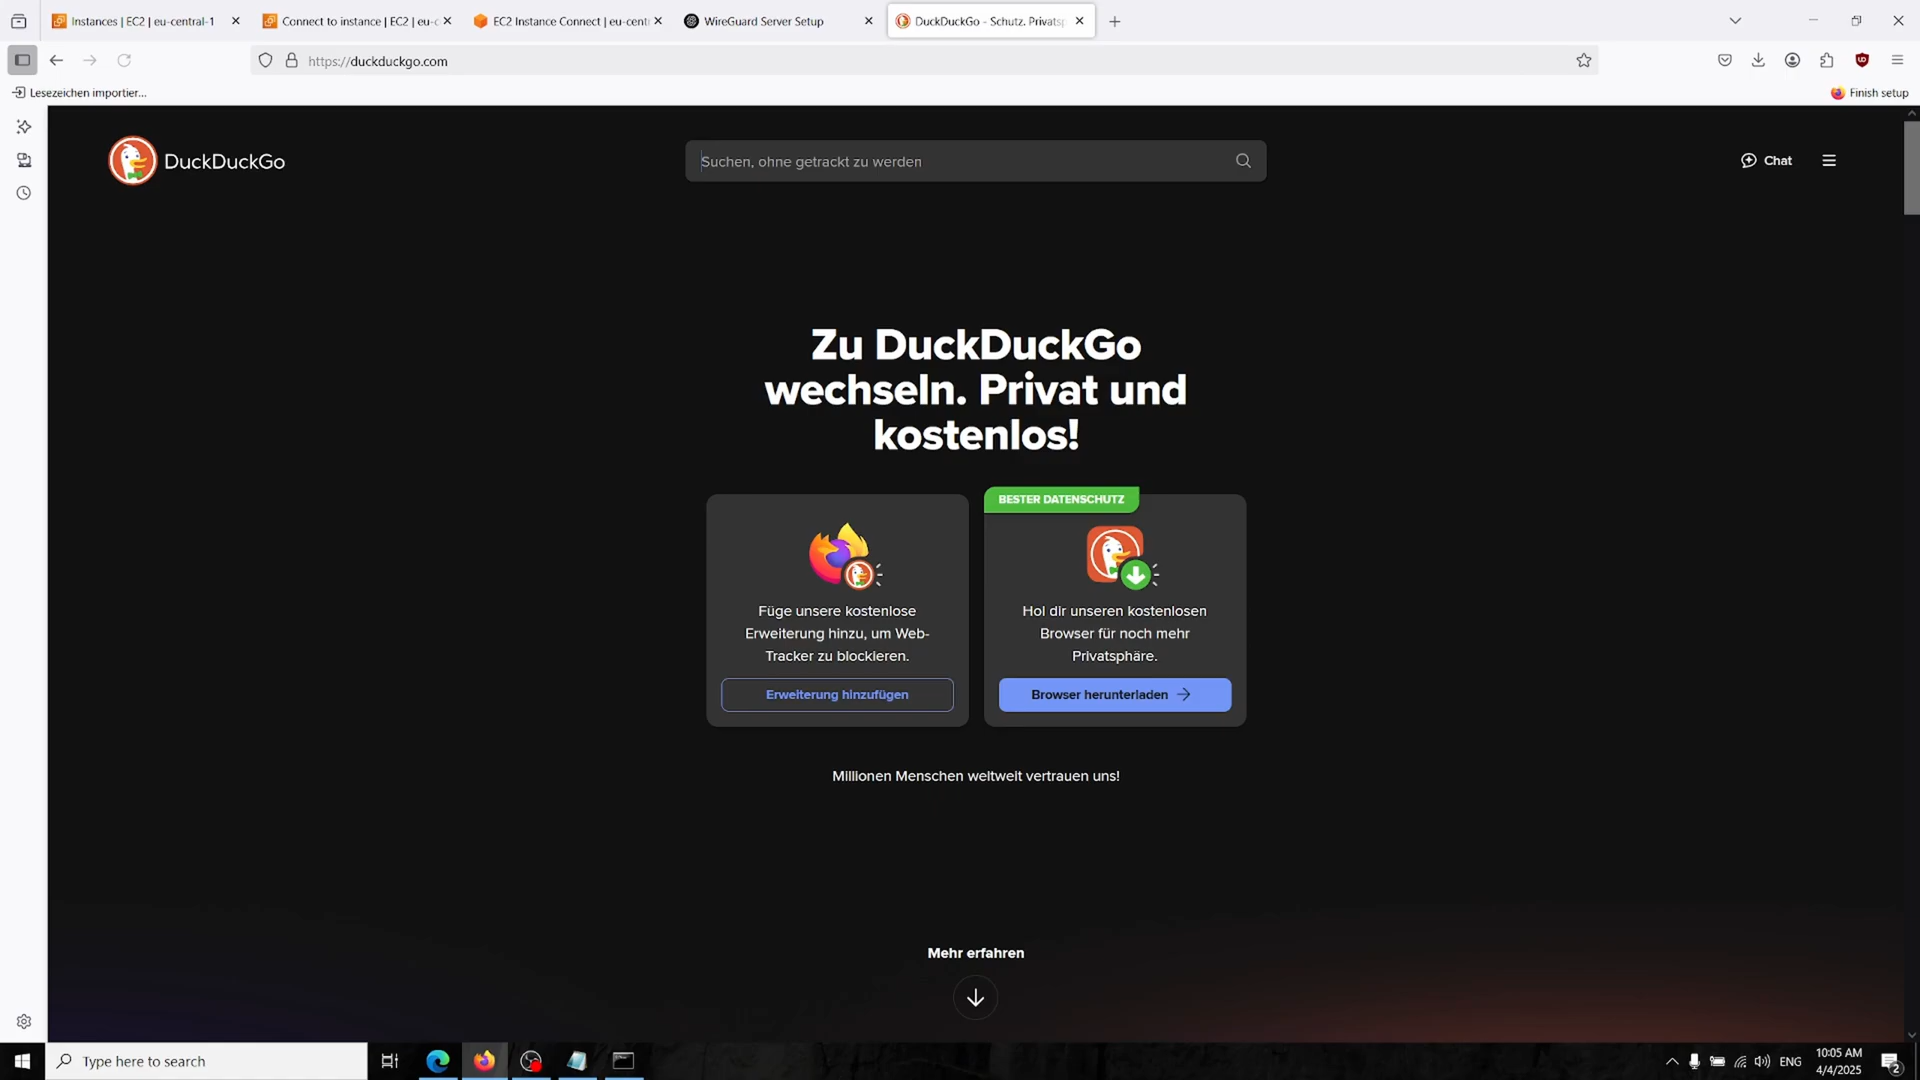 Instances | EC2 | eu-central-1
Connect to instance | EC2 | eu-c
EC2 Instance Connect | eu-cent
WireGuard Server Setup
DuckDuckGo - Schutz. Privatsp
https://duckduckgo.com
Lesezeichen importier...
Finish setup
DuckDuckGo
Suchen, ohne getrackt zu werden
Chat
Zu DuckDuckGo
wechseln. Privat und
kostenlos!
BESTER DATENSCHUTZ
Füge unsere kostenlose
Erweiterung hinzu, um Web-
Tracker zu blockieren.
Erweiterung hinzufügen
Hol dir unseren kostenlosen
Browser für noch mehr
Privatsphäre.
Browser herunterladen
Millionen Menschen weltweit vertrauen uns!
Mehr erfahren
Type here to search
ENG
10:05 AM
4/4/2025
2